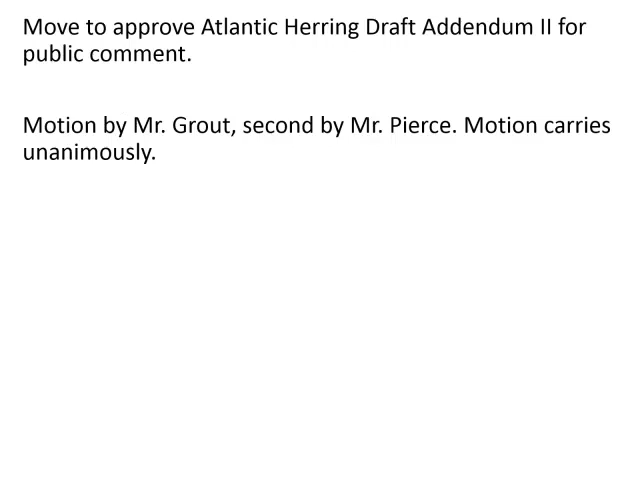 Move to approve Atlantic Herring Draft Addendum II for
public comment.
Motion by Mr. Grout, second by Mr. Pierce. Motion carries
unanimously.